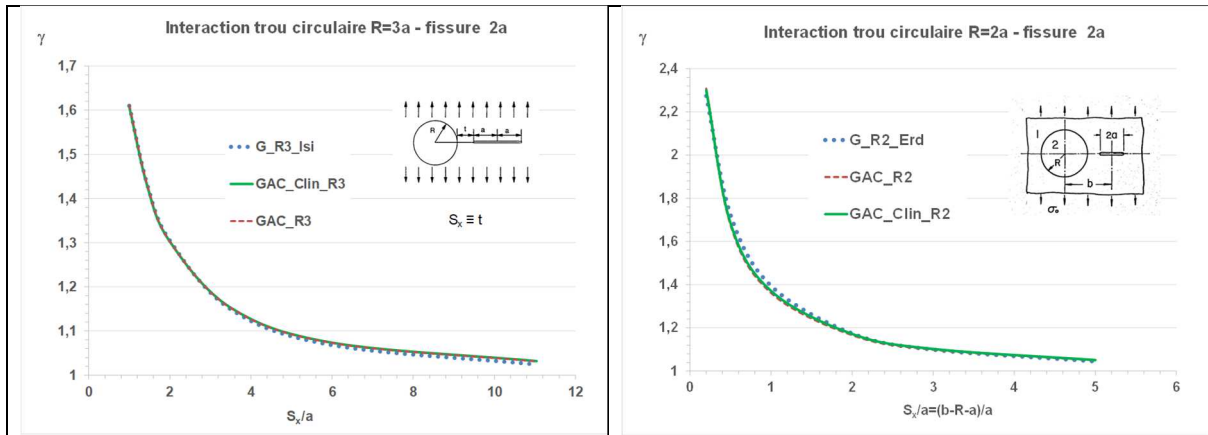 Interaction trou circulaire R=3a - fissure 2a
γ
1,7
1,6
1,5
1,4
1,3
1,2
1,1
1
0
2
4
6
8
10
12
Sx/a
G_R3_Isi
GAC_Clin_R3
GAC_R3
R
t
a
a
Sx ≡ t
Interaction trou circulaire R=2a - fissure 2a
γ
2,4
2,2
2
1,8
1,6
1,4
1,2
1
0
1
2
3
4
5
6
Sx/a=(b-R-a)/a
G_R2_Erd
GAC_R2
GAC_Clin_R2
1
2
2a
R
b
σo